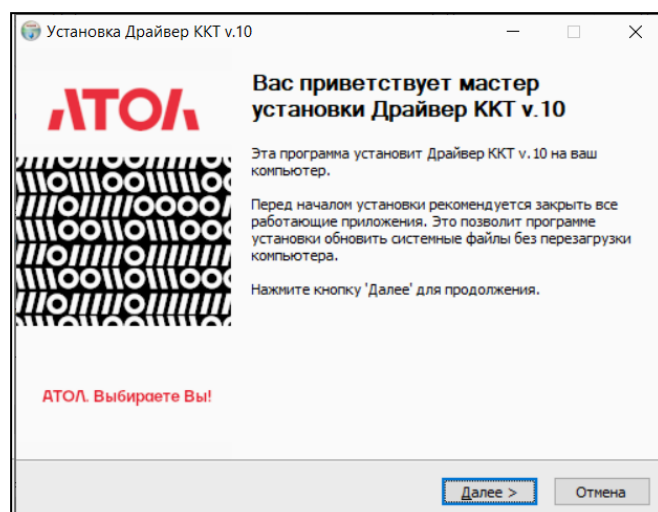 Установка Драйвер ККТ v.10
АТОЛ
Вас приветствует мастер
установки Драйвер ККТ v.10
Эта программа установит Драйвер ККТ v.10 на ваш
компьютер.
Перед началом установки рекомендуется закрыть все
работающие приложения. Это позволит программе
установки обновить системные файлы без перезагрузки
компьютера.
Нажмите кнопку 'Далее' для продолжения.
АТОЛ. Выбираете Вы!
Далее >
Отмена